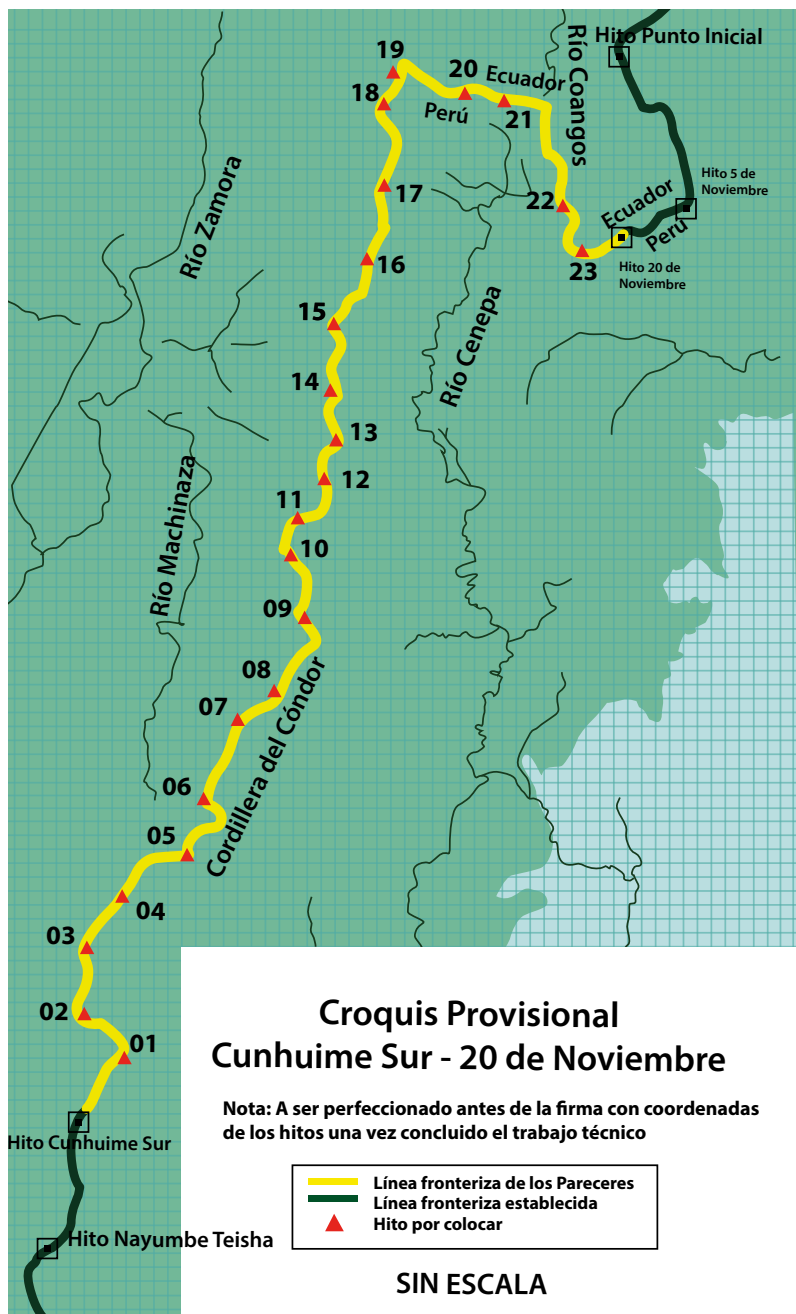 Hito Punto Inicial
19
20
Ecuador
Río Coangos
18
Perú
21
Río Zamora
Hito 5 de
Noviembre
17
22
Ecuador
Perú
23
Hito 20 de
Noviembre
16
15
Río Cenepa
14
13
12
11
Río Machinaza
10
09
08
07
Cordillera del Cóndor
06
05
04
03
02
01
Hito Cunhuime Sur
Hito Nayumbe Teisha
Croquis Provisional
Cunhuime Sur - 20 de Noviembre
Nota: A ser perfeccionado antes de la firma con coordenadas
de los hitos una vez concluido el trabajo técnico
Línea fronteriza de los Pareceres
Línea fronteriza establecida
Hito por colocar
SIN ESCALA